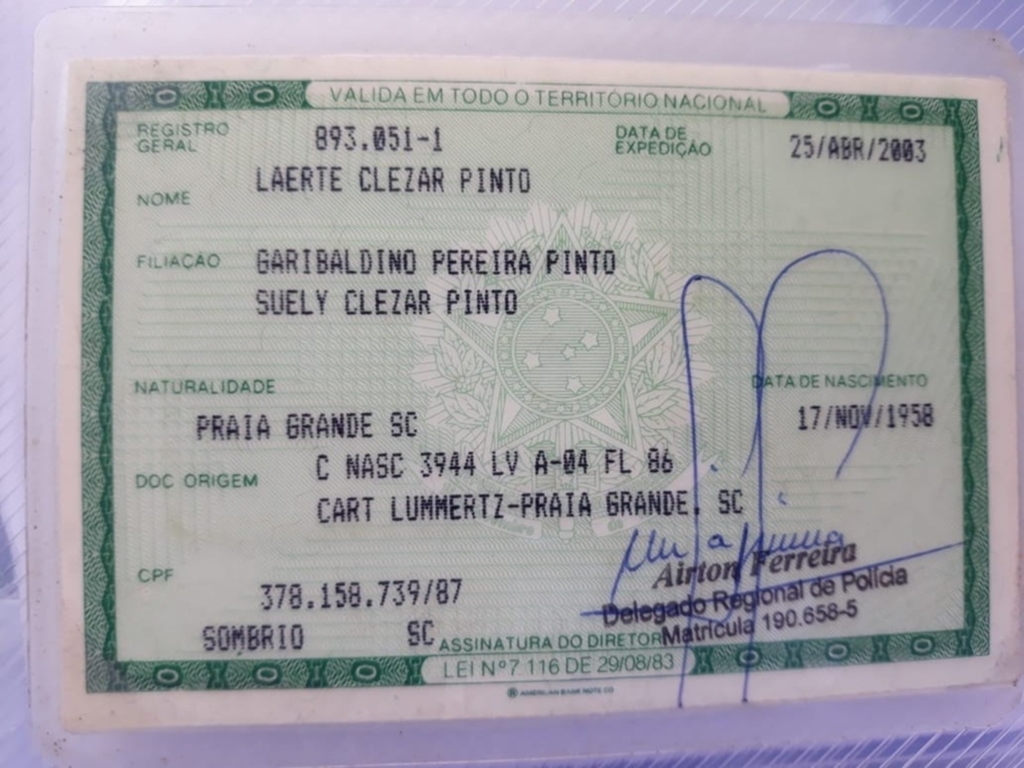 VALIDA EM TODO O TERRITÓRIO NACIONAL
REGISTRO GERAL 893.051-1 DATA DE EXPEDIÇÃO 25/ABR/2003
NOME LAERTE CLEZAR PINTO
FILIAÇÃO GARIBALDINO PEREIRA PINTO
SUELY CLEZAR PINTO
NATURALIDADE DATA DE NASCIMENTO
PRAIA GRANDE SC 17/NOV/1958
DOC ORIGEM C NASC 3944 LV A-04 FL 86
CART LUMMERTZ-PRAIA GRANDE, SC
CPF 378.158.739/87
Airton Ferreira
Delegado Regional de Polícia
Matrícula 190.658-5
SOMBRIO SC ASSINATURA DO DIRETOR
LEI Nº 7.116 DE 29/08/83
AMERICAN BANK NOTE CO